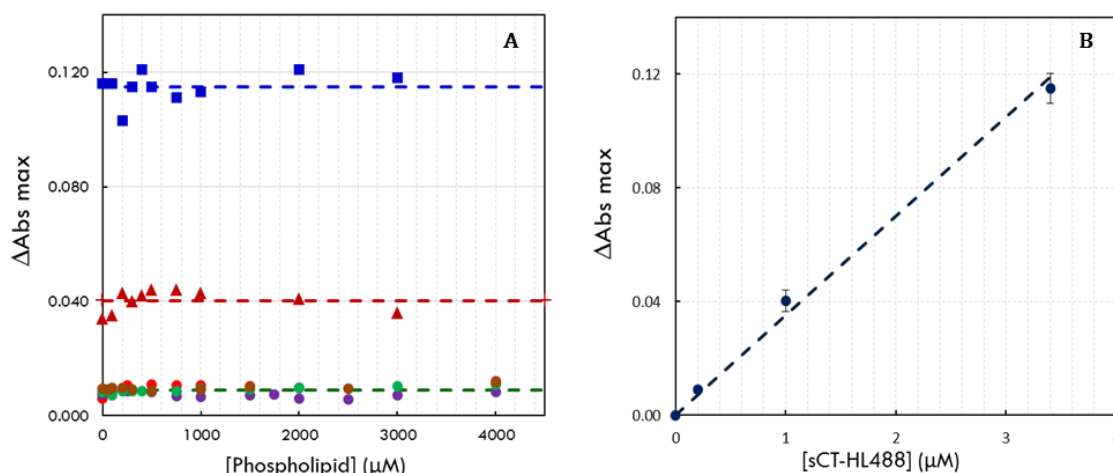 A
0.120
0.080
0.040
0.000
ΔAbs max
0 1000 2000 3000 4000
[Phospholipid] (μM)
B
0.12
0.08
0.04
0.00
ΔAbs max
0 1 2 3
[sCT-HL488] (μM)